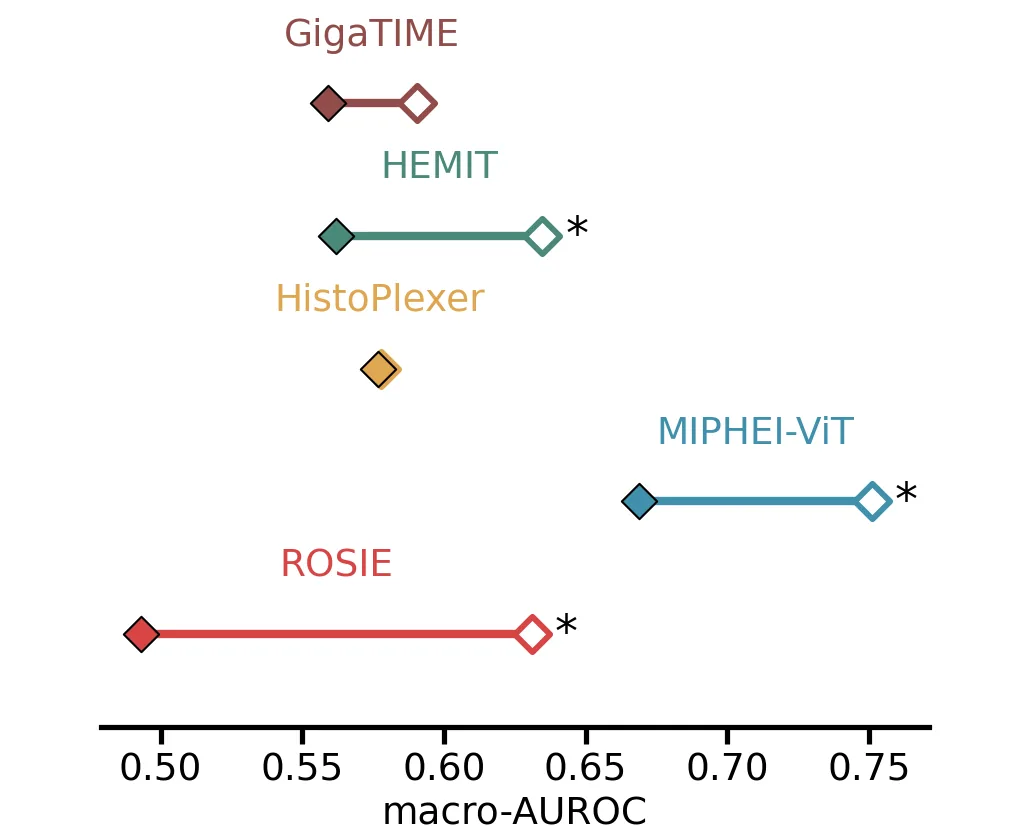 GigaTIME
HEMIT
*
HistoPlexer
MIPHEI-ViT
*
ROSIE
*
0.50 0.55 0.60 0.65 0.70 0.75
macro-AUROC